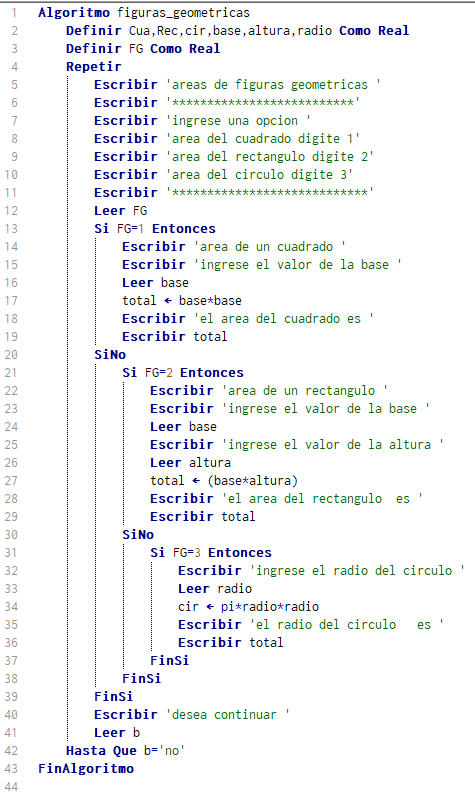 1 Algoritmo figuras_geometricas
2 Definir Cua,Rec,cir,base,altura,radio Como Real
3 Definir FG Como Real
4 Repetir
5 Escribir 'areas de figuras geometricas '
6 Escribir '**************************'
7 Escribir 'ingrese una opcion '
8 Escribir 'area del cuadrado digite 1'
9 Escribir 'area del rectangulo digite 2'
10 Escribir 'area del circulo digite 3'
11 Escribir '****************************'
12 Leer FG
13 Si FG=1 Entonces
14 Escribir 'area de un cuadrado '
15 Escribir 'ingrese el valor de la base '
16 Leer base
17 total ← base*base
18 Escribir 'el area del cuadrado es '
19 Escribir total
20 SiNo
21 Si FG=2 Entonces
22 Escribir 'area de un rectangulo '
23 Escribir 'ingrese el valor de la base '
24 Leer base
25 Escribir 'ingrese el valor de la altura '
26 Leer altura
27 total ← (base*altura)
28 Escribir 'el area del rectangulo  es '
29 Escribir total
30 SiNo
31 Si FG=3 Entonces
32 Escribir 'ingrese el radio del circulo '
33 Leer radio
34 cir ← pi*radio*radio
35 Escribir 'el radio del circulo   es '
36 Escribir total
37 FinSi
38 FinSi
39 FinSi
40 Escribir 'desea continuar '
41 Leer b
42 Hasta Que b='no'
43 FinAlgoritmo
44